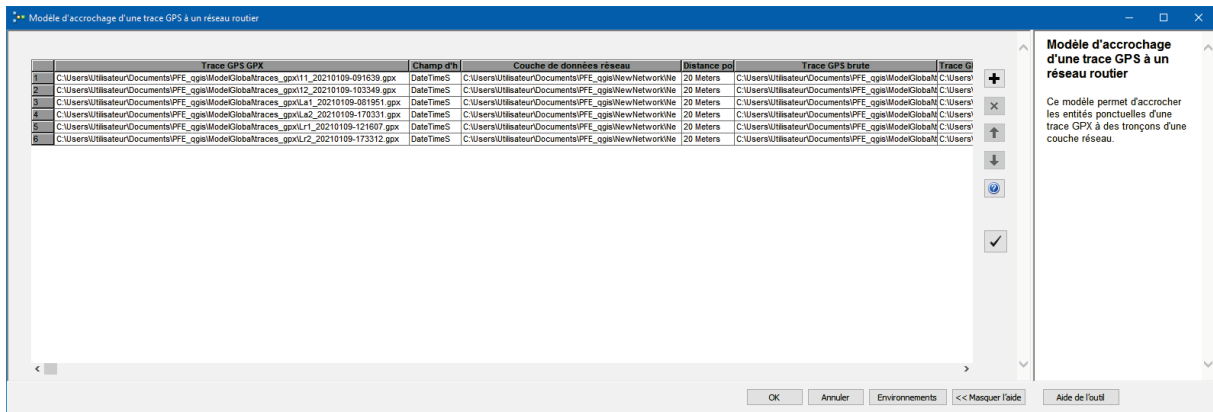 Modèle d'accrochage d'une trace GPS à un réseau routier
Trace GPS GPX Champ d'h Couche de données réseau Distance po Trace GPS brute Trace G
1 C:\Users\Utilisateur\Documents\PFE_qgis\ModelGlobal\traces_gpx\11_20210109-091639.gpx DateTimeS C:\Users\Utilisateur\Documents\PFE_qgis\NewNetwork\Ne 20 Meters C:\Users\Utilisateur\Documents\PFE_qgis\ModelGlobal\t C:\Users\
2 C:\Users\Utilisateur\Documents\PFE_qgis\ModelGlobal\traces_gpx\12_20210109-103349.gpx DateTimeS C:\Users\Utilisateur\Documents\PFE_qgis\NewNetwork\Ne 20 Meters C:\Users\Utilisateur\Documents\PFE_qgis\ModelGlobal\t C:\Users\
3 C:\Users\Utilisateur\Documents\PFE_qgis\ModelGlobal\traces_gpx\La1_20210109-081951.gpx DateTimeS C:\Users\Utilisateur\Documents\PFE_qgis\NewNetwork\Ne 20 Meters C:\Users\Utilisateur\Documents\PFE_qgis\ModelGlobal\t C:\Users\
4 C:\Users\Utilisateur\Documents\PFE_qgis\ModelGlobal\traces_gpx\La2_20210109-170331.gpx DateTimeS C:\Users\Utilisateur\Documents\PFE_qgis\NewNetwork\Ne 20 Meters C:\Users\Utilisateur\Documents\PFE_qgis\ModelGlobal\t C:\Users\
5 C:\Users\Utilisateur\Documents\PFE_qgis\ModelGlobal\traces_gpx\Lr1_20210109-121607.gpx DateTimeS C:\Users\Utilisateur\Documents\PFE_qgis\NewNetwork\Ne 20 Meters C:\Users\Utilisateur\Documents\PFE_qgis\ModelGlobal\t C:\Users\
6 C:\Users\Utilisateur\Documents\PFE_qgis\ModelGlobal\traces_gpx\Lr2_20210109-173312.gpx DateTimeS C:\Users\Utilisateur\Documents\PFE_qgis\NewNetwork\Ne 20 Meters C:\Users\Utilisateur\Documents\PFE_qgis\ModelGlobal\t C:\Users\
Modèle d'accrochage
d'une trace GPS à un
réseau routier
Ce modèle permet d'accrocher
les entités ponctuelles d'une
trace GPX à des tronçons d'une
couche réseau.
OK Annuler Environnements << Masquer l'aide Aide de l'outil